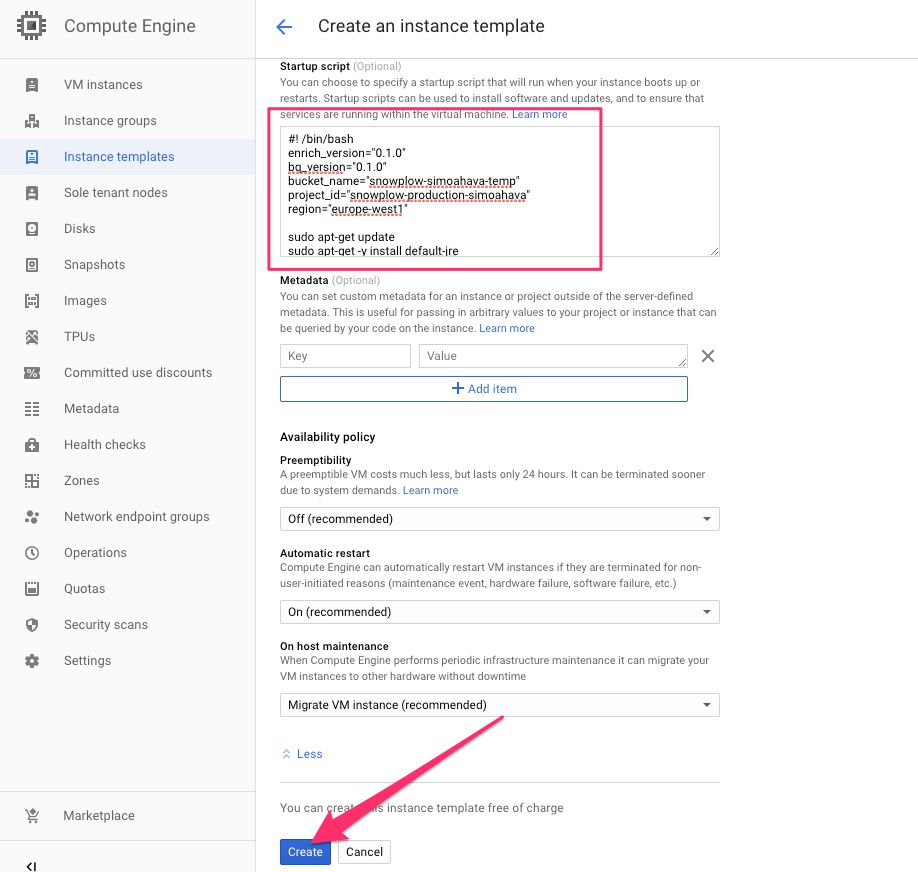 Compute Engine
Create an instance template
VM instances
Instance groups
Instance templates
Sole tenant nodes
Disks
Snapshots
Images
TPUs
Committed use discounts
Metadata
Health checks
Zones
Network endpoint groups
Operations
Quotas
Security scans
Settings
Marketplace
Startup script (Optional)
You can choose to specify a startup script that will run when your instance boots up or
restarts. Startup scripts can be used to install software and updates, and to ensure that
services are running within the virtual machine. Learn more
#! /bin/bash
enrich_version="0.1.0"
bq_version="0.1.0"
bucket_name="snowplow-simoahava-temp"
project_id="snowplow-production-simoahava"
region="europe-west1"
sudo apt-get update
sudo apt-get -y install default-jre
Metadata (Optional)
You can set custom metadata for an instance or project outside of the server-defined
metadata. This is useful for passing in arbitrary values to your project or instance that can
be queried by your code on the instance. Learn more
Key Value
Add item
Availability policy
Preemptibility
A preemptible VM costs much less, but lasts only 24 hours. It can be terminated sooner
due to system demands. Learn more
Off (recommended)
Automatic restart
Compute Engine can automatically restart VM instances if they are terminated for non-
user-initiated reasons (maintenance event, hardware failure, software failure, etc.)
On (recommended)
On host maintenance
When Compute Engine performs periodic infrastructure maintenance it can migrate your
VM instances to other hardware without downtime
Migrate VM instance (recommended)
Less
You can create this instance template free of charge
Create Cancel